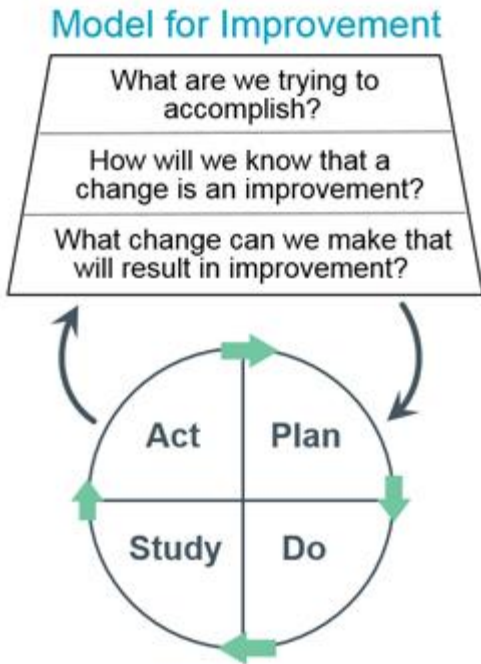 Model for Improvement
What are we trying to
accomplish?
How will we know that a
change is an improvement?
What change can we make that
will result in improvement?
Act
Plan
Study
Do